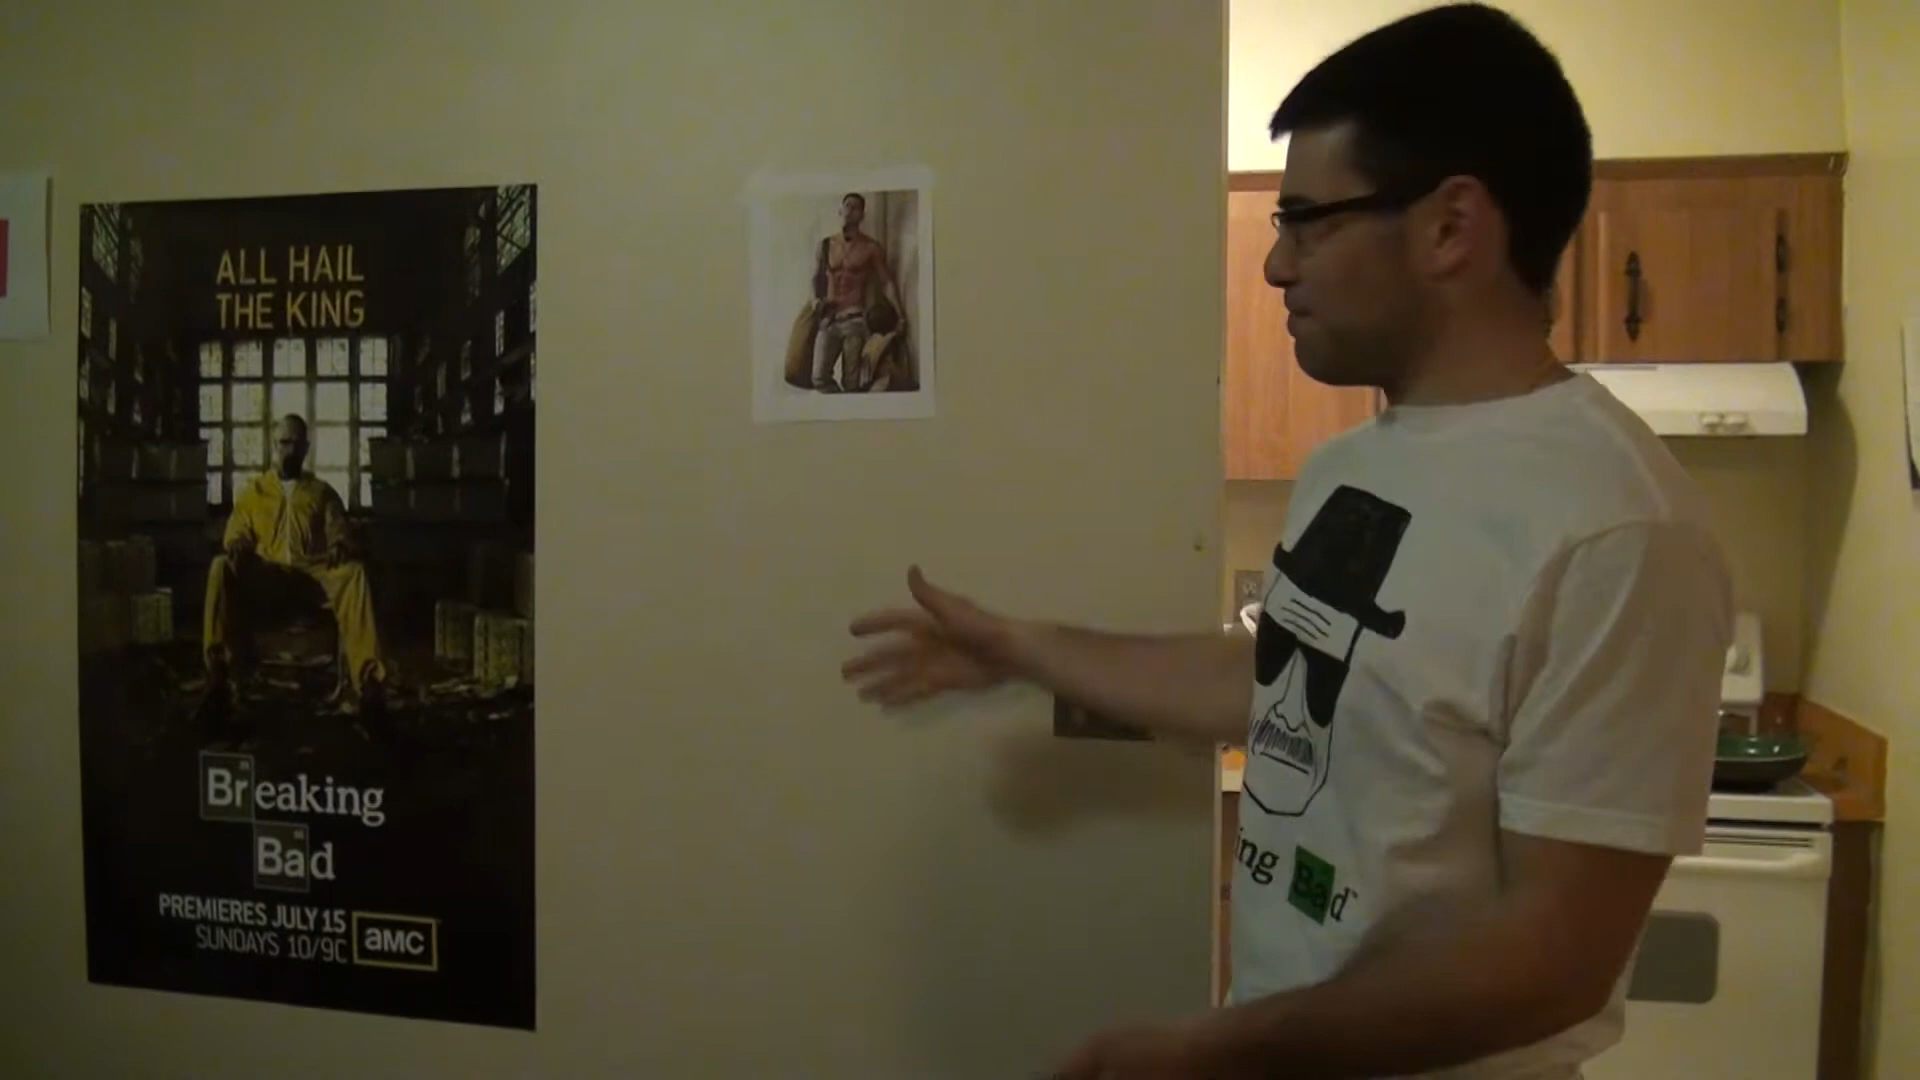 ALL HAIL
THE KING
Breaking
Bad
PREMIERES JULY 15
SUNDAYS 10/9C
aMC
ing
Bad